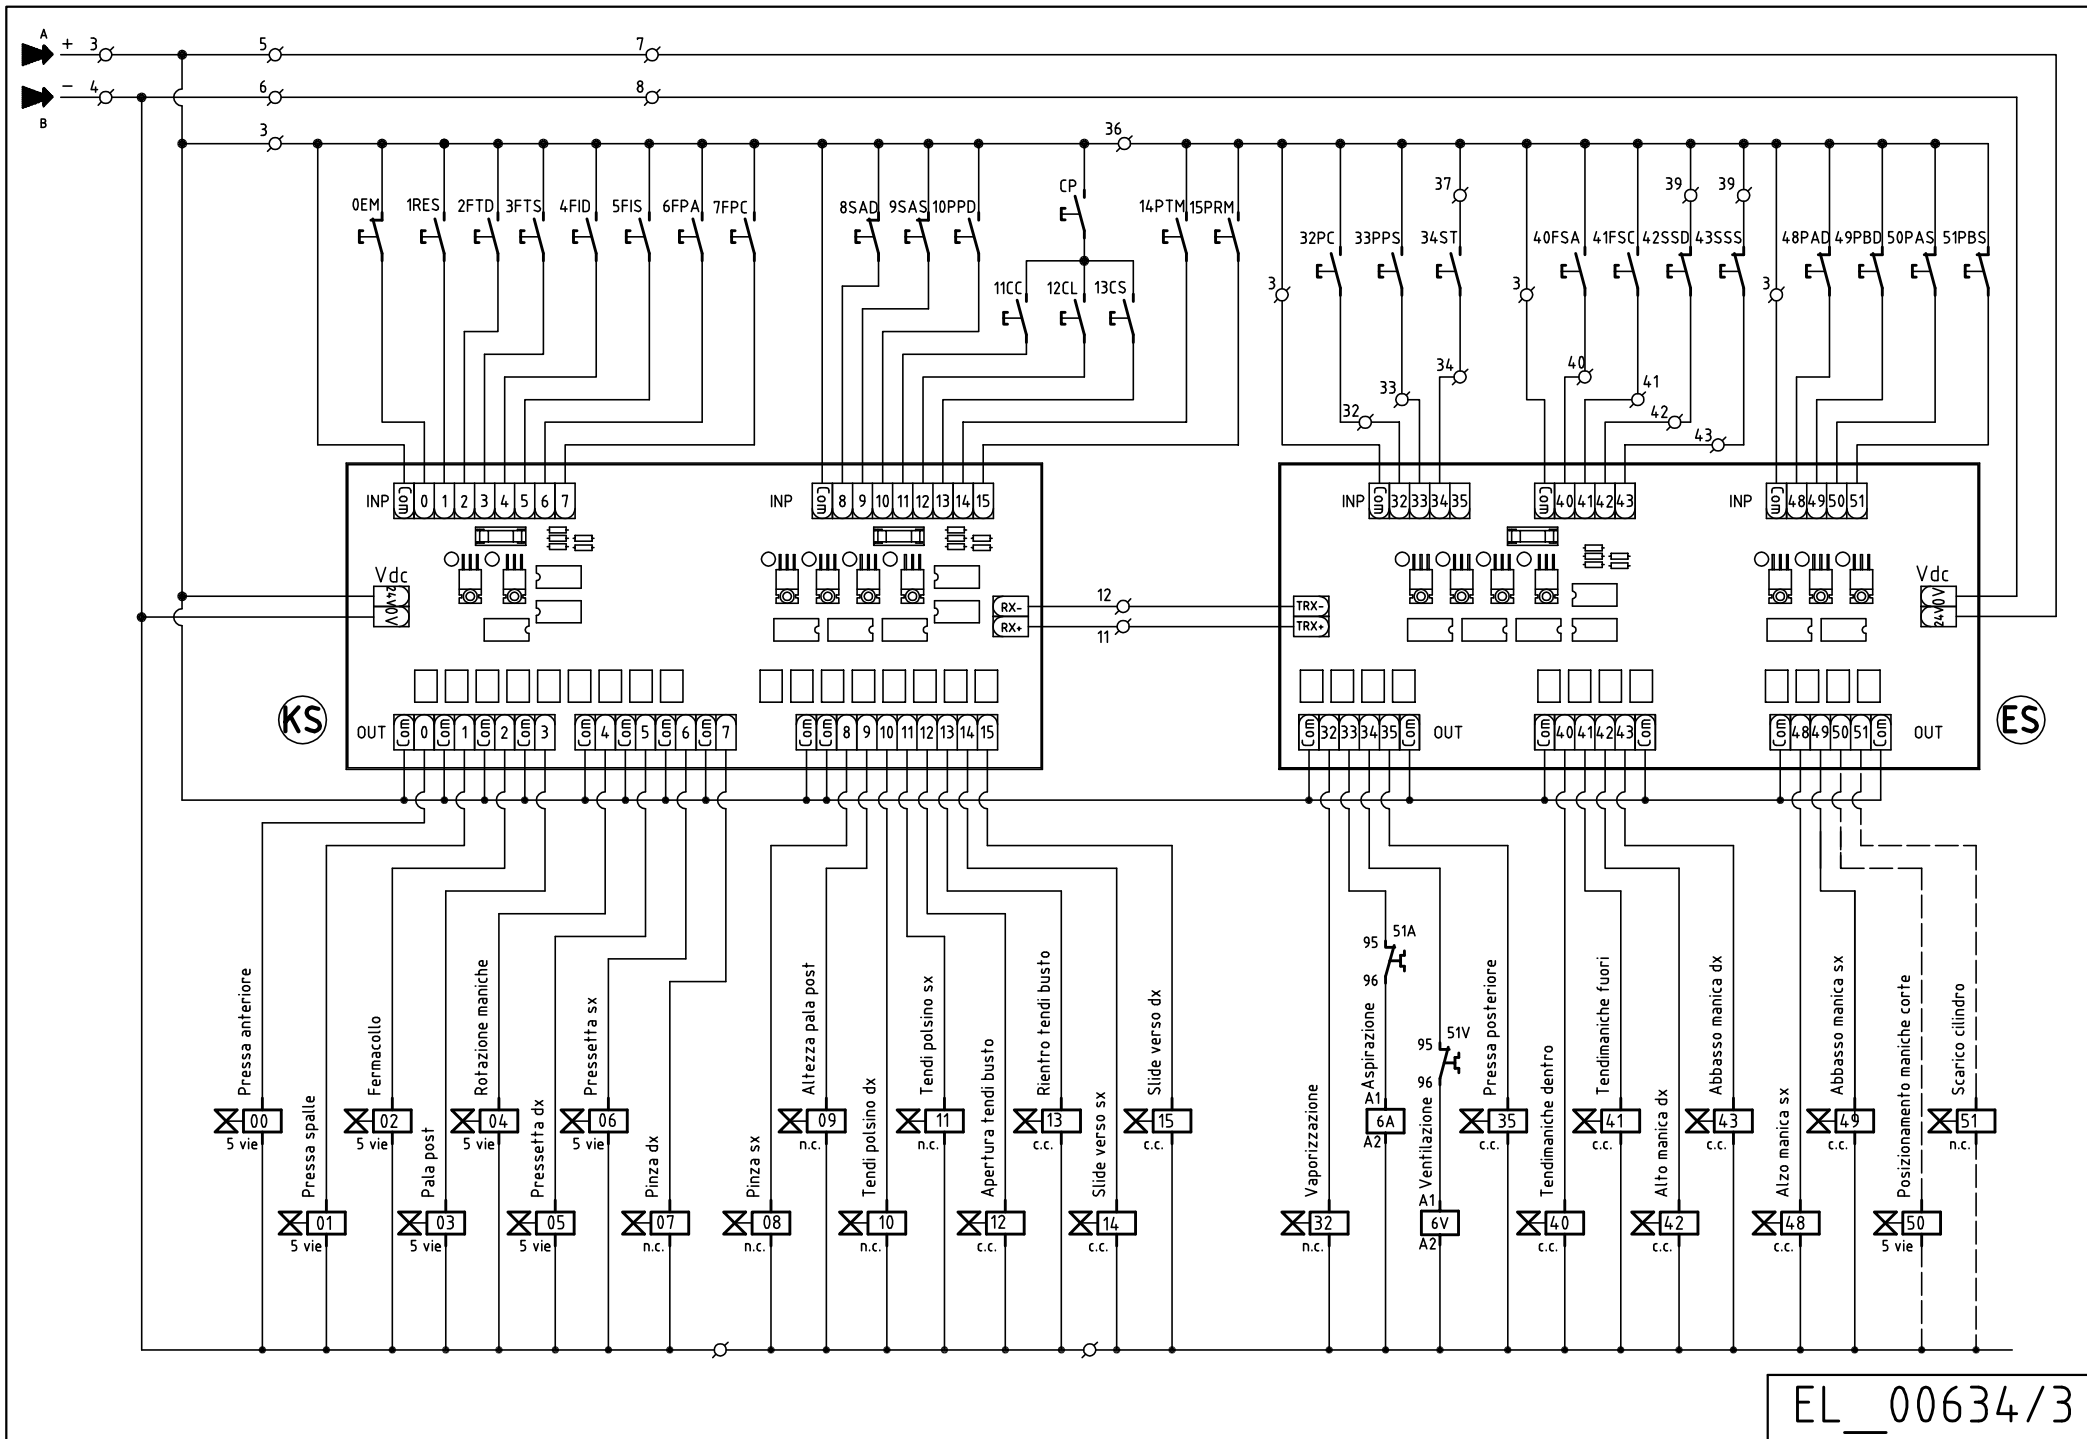 A
+ 3 5 7
- 4 6 8
B
3 36
37 39 39
CP
0EM 1RES 2FTD 3FTS 4FID 5FIS 6FPA 7FPC 8SAD 9SAS 10PPD 14PTM 15PRM
32PC 33PPS 34ST 40FSA 41FSC 42SSD 43SSS 48PAD 49PBD 50PAS 51PBS
11CC 12CL 13CS
3 3 3
34 40
33 41
32 42
43
INP Com 0 1 2 3 4 5 6 7
INP Com 8 9 10 11 12 13 14 15
INP Com 32 33 34 35
Com 40 41 42 43
INP Com 48 49 50 51
Vdc
24V
0V
RX-
RX+
12
11
TRX-
TRX+
Vdc
0V
24V
KS
OUT Com 0 Com 1 Com 2 Com 3
Com 4 Com 5 Com 6 Com 7
Com Com 8 9 10 11 12 13 14 15
Com 32 33 34 35 Com OUT
Com 40 41 42 43 Com
Com 48 49 50 51 Com OUT
ES
Pressa anteriore
00
5 vie
Pressa spalle
01
5 vie
Fermacollo
02
5 vie
Pala post
03
5 vie
Rotazione maniche
04
5 vie
Pressetta dx
05
5 vie
Pressetta sx
06
5 vie
Pinza dx
07
n.c.
Pinza sx
08
n.c.
Altezza pala post
09
n.c.
Tendi polsino dx
10
n.c.
Tendi polsino sx
11
n.c.
Apertura tendi busto
12
c.c.
Rientro tendi busto
13
c.c.
Slide verso sx
14
c.c.
Slide verso dx
15
c.c.
Vaporizzazione
32
n.c.
95 51A
96
Aspirazione
A1
6A
A2
95 51V
96
Ventilazione
A1
6V
A2
Pressa posteriore
35
c.c.
Tendimaniche dentro
40
c.c.
Tendimaniche fuori
41
c.c.
Alto manica dx
42
c.c.
Abbasso manica dx
43
c.c.
Alzo manica sx
48
c.c.
Abbasso manica sx
49
c.c.
Posizionamento maniche corte
50
5 vie
Scarico cilindro
51
n.c.
EL__00634/3